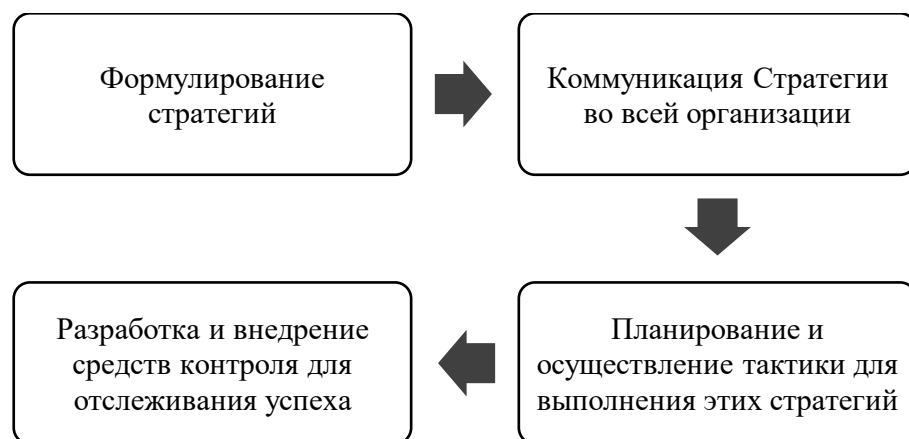 Формулирование
стратегий
Коммуникация Стратегии
во всей организации
Планирование и
осуществление тактики для
выполнения этих стратегий
Разработка и внедрение
средств контроля для
отслеживания успеха